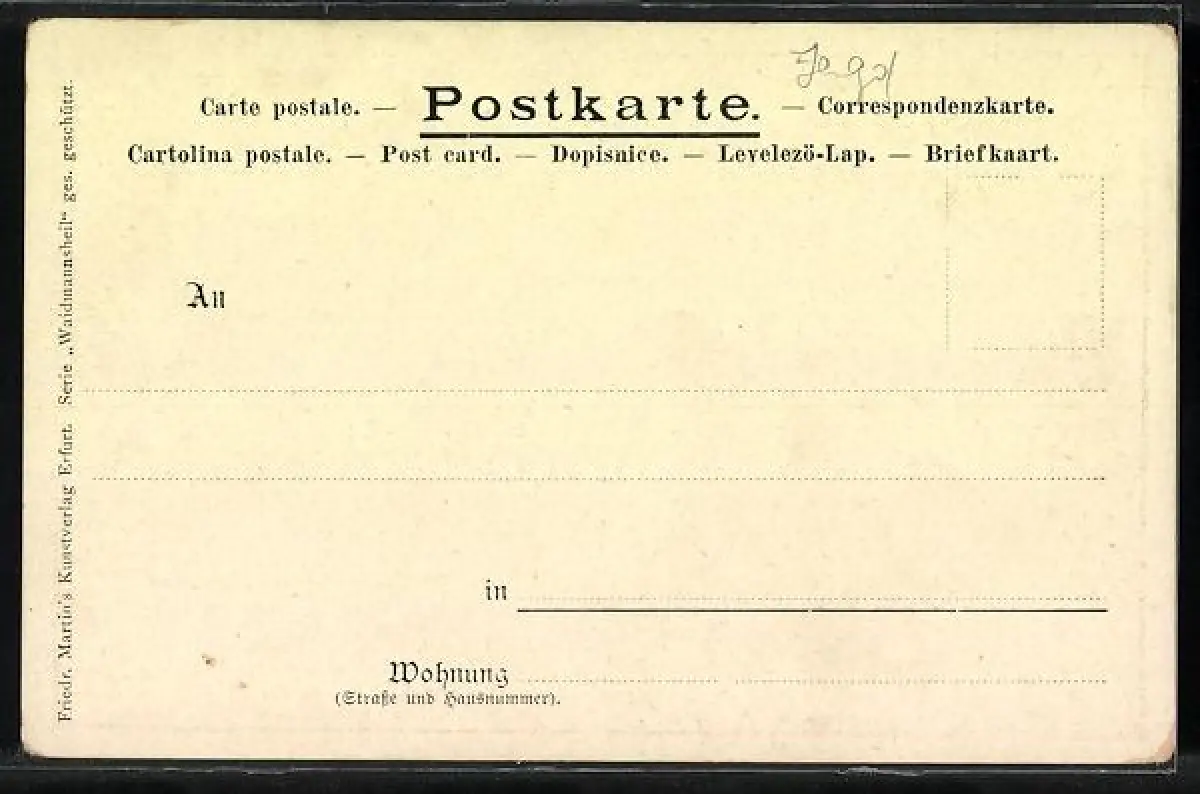 Jagd
Carte postale. — Postkarte. — Correspondenzkarte.
Cartolina postale. — Post card. — Dopisnice. — Levelezö-Lap. — Briefkaart.
An
in
Wohnung
(Straße und Hausnummer).
Friedr. Martin's Kunstverlag Erfurt. Serie „Waidmannsheil“ ges. geschützt.